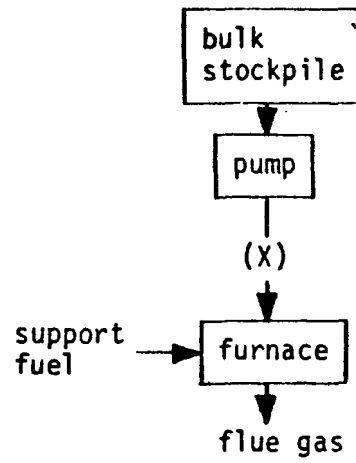 bulk
stockpile
pump
(X)
support
fuel
furnace
flue gas